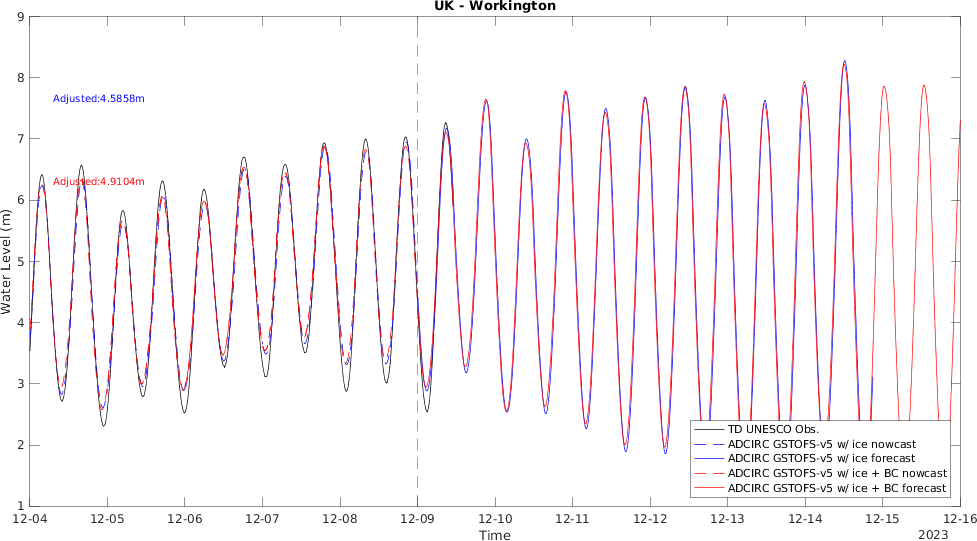 UK - Workington
9
8
7
6
5
4
3
2
1
Water Level (m)
Adjusted:4.5858m
Adjusted:4.9104m
TD UNESCO Obs.
ADCIRC GSTOFS-v5 w/ ice nowcast
ADCIRC GSTOFS-v5 w/ ice forecast
ADCIRC GSTOFS-v5 w/ ice + BC nowcast
ADCIRC GSTOFS-v5 w/ ice + BC forecast
12-04 12-05 12-06 12-07 12-08 12-09 12-10 12-11 12-12 12-13 12-14 12-15 12-16
Time
2023